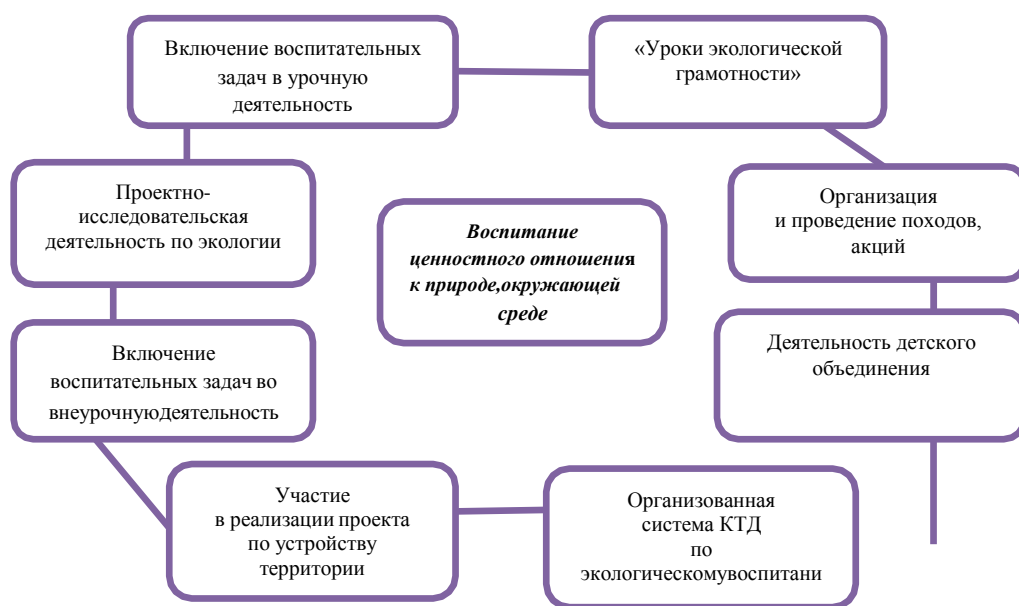 Включение воспитательных
задач в урочную
деятельность
«Уроки экологической
грамотности»
Проектно-
исследовательская
деятельность по экологии
Организация
и проведение походов,
акций
Воспитание
ценностного отношения
к природе,окружающей
среде
Включение
воспитательных задач во
внеурочнуюдеятельность
Деятельность детского
объединения
Участие
в реализации проекта
по устройству
территории
Организованная
система КТД
по
экологическомувоспитани